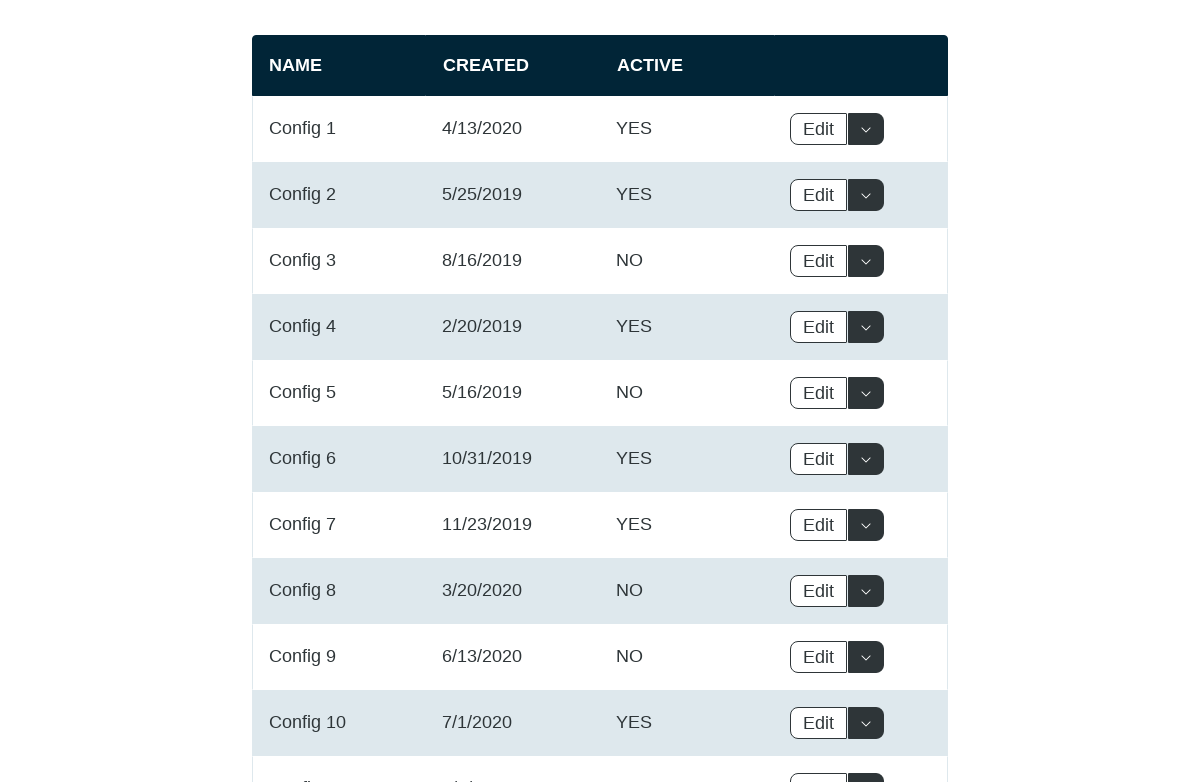 NAME CREATED ACTIVE
Config 1 4/13/2020 YES Edit
Config 2 5/25/2019 YES Edit
Config 3 8/16/2019 NO Edit
Config 4 2/20/2019 YES Edit
Config 5 5/16/2019 NO Edit
Config 6 10/31/2019 YES Edit
Config 7 11/23/2019 YES Edit
Config 8 3/20/2020 NO Edit
Config 9 6/13/2020 NO Edit
Config 10 7/1/2020 YES Edit